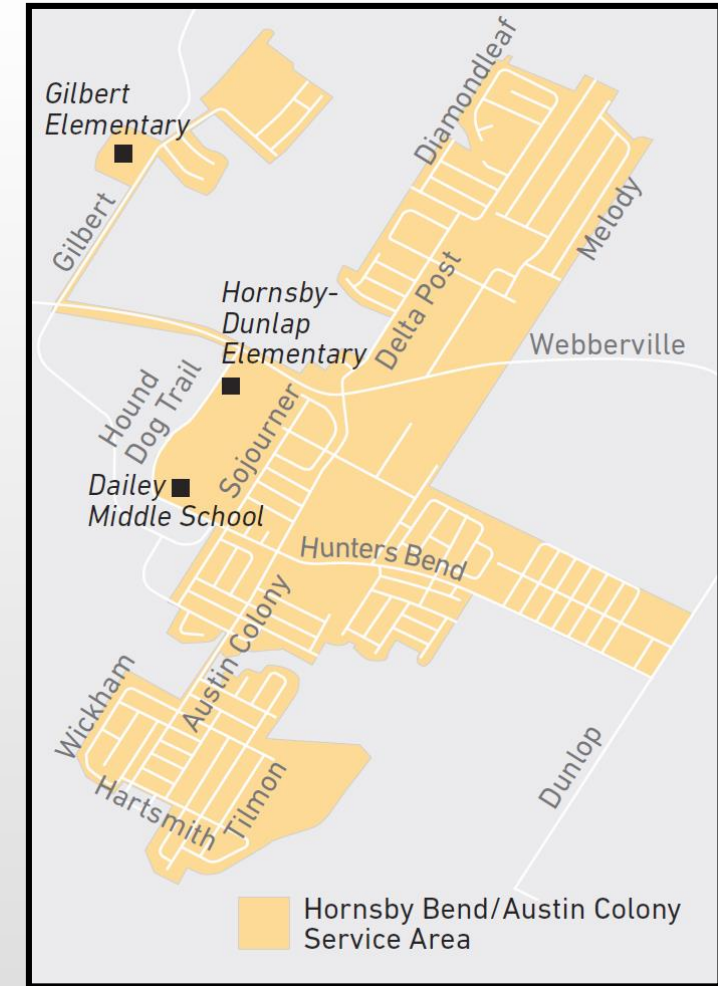 Gilbert
Elementary
Diamondleaf
Gilbert
Melody
Hornsby-
Dunlap
Elementary
Delta Post
Webberville
Hound
Dog Trail
Sojourner
Dailey
Middle School
Hunters Bend
Austin Colony
Wickham
Hartsmith
Tilmon
Dunlop
Hornsby Bend/Austin Colony
Service Area